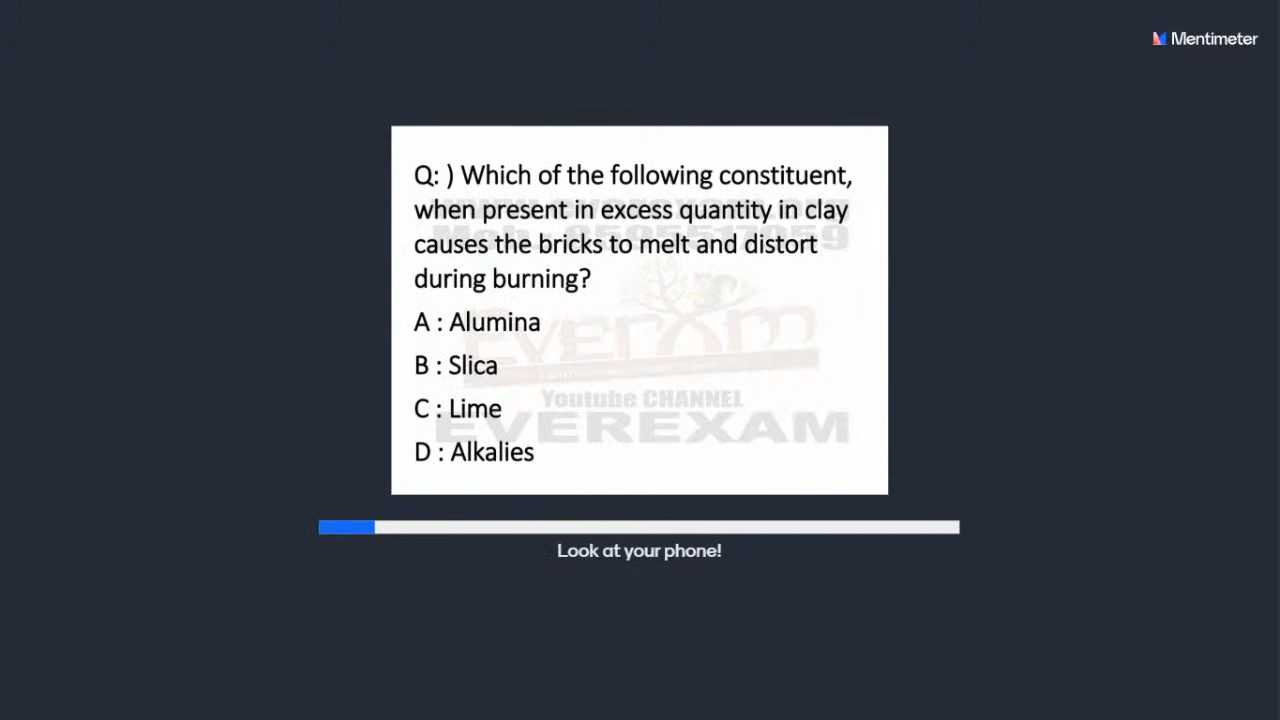 Mentimeter
Q: ) Which of the following constituent,
when present in excess quantity in clay
causes the bricks to melt and distort
during burning?
A : Alumina
B : Slica
C : Lime
D : Alkalies
Youtube CHANNEL
EVEREXAM
Look at your phone!